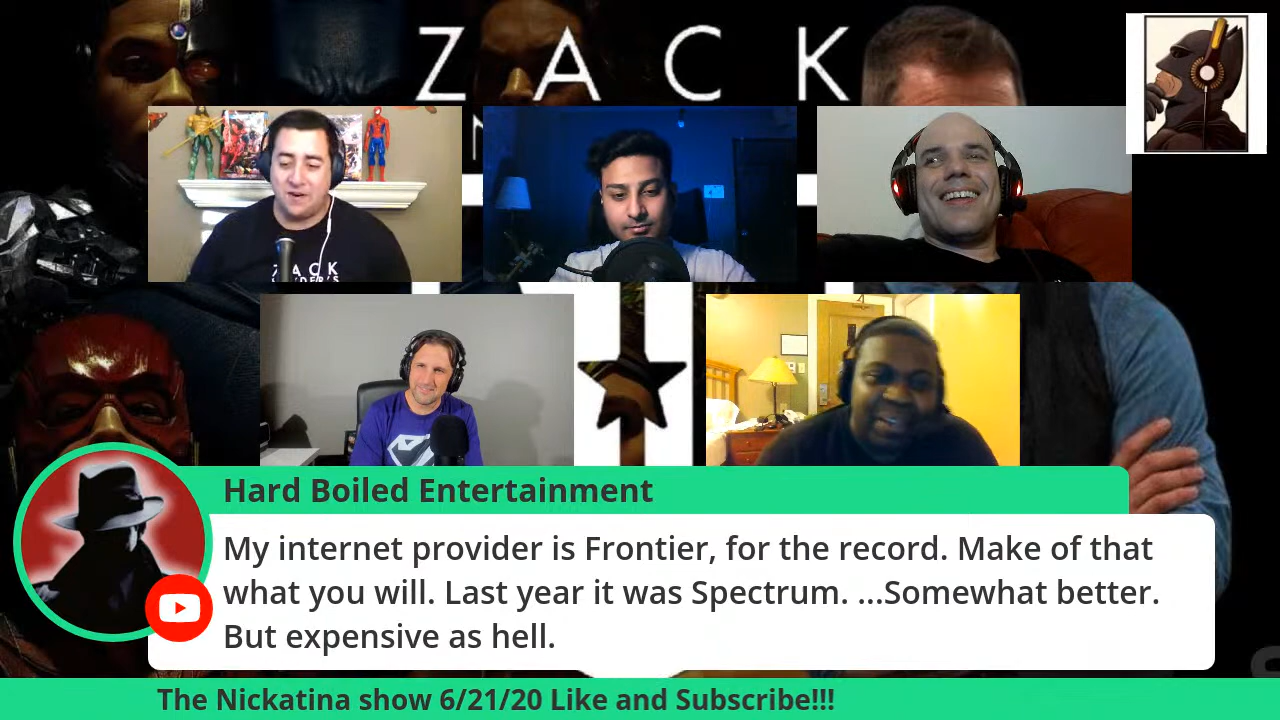 ZACK
ZACK
SNYDER'S
Hard Boiled Entertainment
My internet provider is Frontier, for the record. Make of that
what you will. Last year it was Spectrum. ...Somewhat better.
But expensive as hell.
The Nickatina show 6/21/20 Like and Subscribe!!!